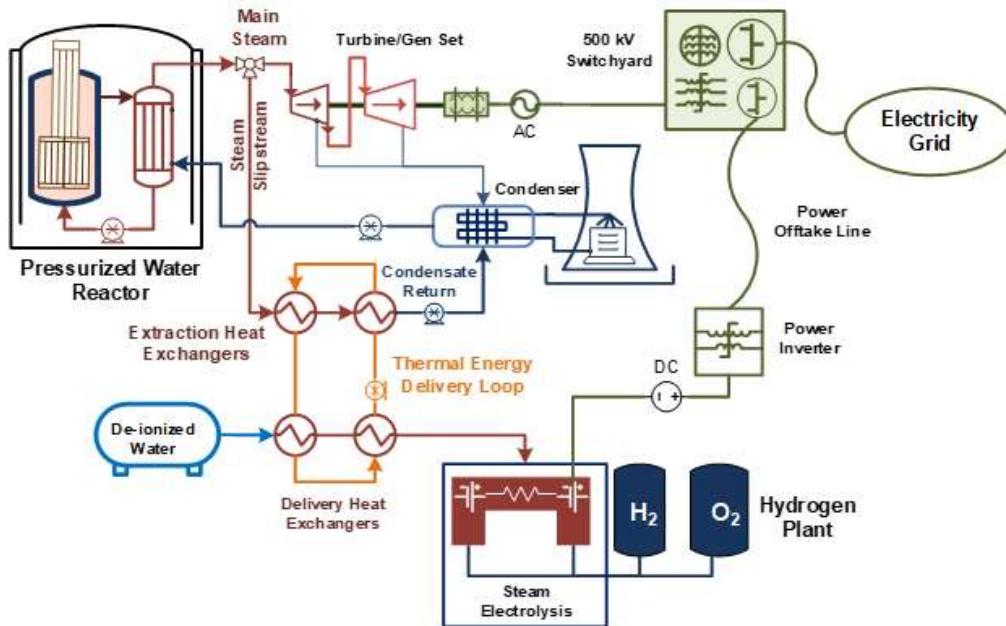 Main
Steam
Turbine/Gen Set
500 kV
Switchyard
AC
Electricity
Grid
Steam
Slipstream
Condenser
Power
Offtake Line
Pressurized Water
Reactor
Condensate
Return
Extraction Heat
Exchangers
Thermal Energy
Delivery Loop
Power
Inverter
DC
De-ionized
Water
Delivery Heat
Exchangers
H2
O2
Hydrogen
Plant
Steam
Electrolysis